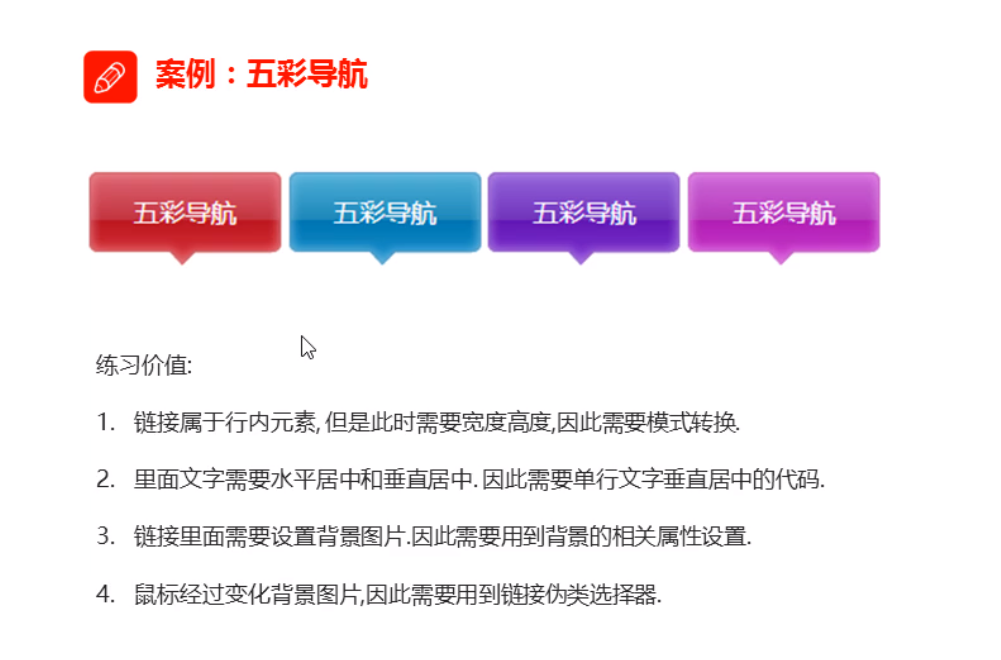 案例：五彩导航
五彩导航 五彩导航 五彩导航 五彩导航
练习价值:
1. 链接属于行内元素, 但是此时需要宽度高度,因此需要模式转换.
2. 里面文字需要水平居中和垂直居中. 因此需要单行文字垂直居中的代码.
3. 链接里面需要设置背景图片.因此需要用到背景的相关属性设置.
4. 鼠标经过变化背景图片,因此需要用到链接伪类选择器.